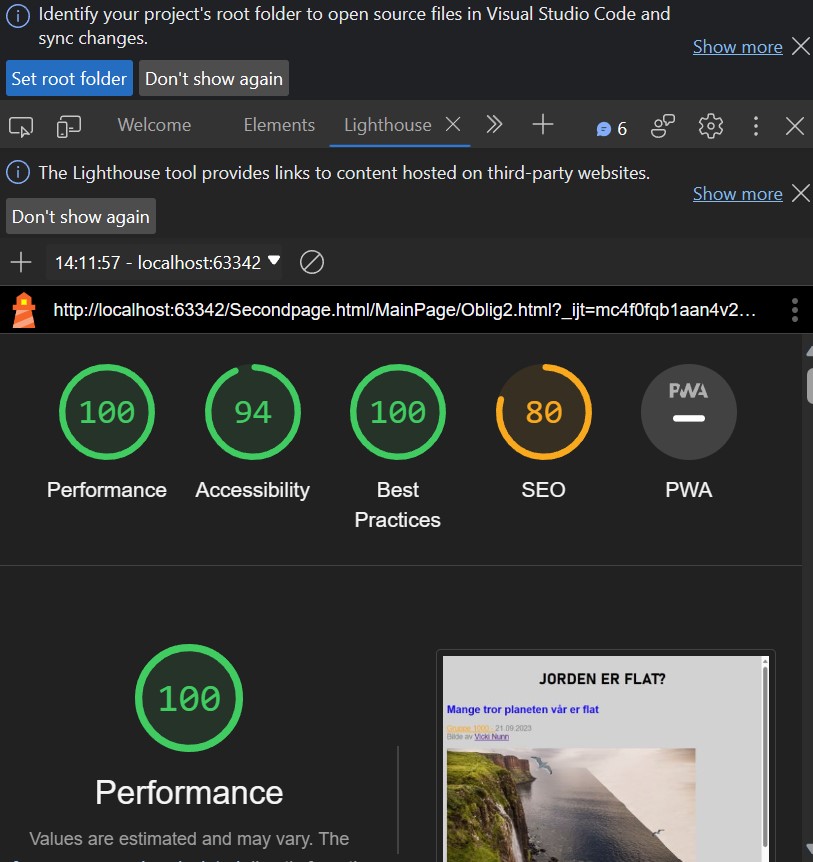 Identify your project's root folder to open source files in Visual Studio Code and
sync changes.
Show more
Set root folder
Don't show again
Welcome
Elements
Lighthouse
6
The Lighthouse tool provides links to content hosted on third-party websites.
Show more
Don't show again
14:11:57 - localhost:63342
http://localhost:63342/Secondpage.html/MainPage/Oblig2.html?_ijt=mc4f0fqb1aan4v2…
100
94
100
80
PWA
Performance
Accessibility
Best
Practices
SEO
PWA
100
Performance
Values are estimated and may vary. The
JORDEN ER FLAT?
Mange tror planeten vår er flat
Gruppe 1000 - 21.09.2023
Bilde av Vicki Nunn